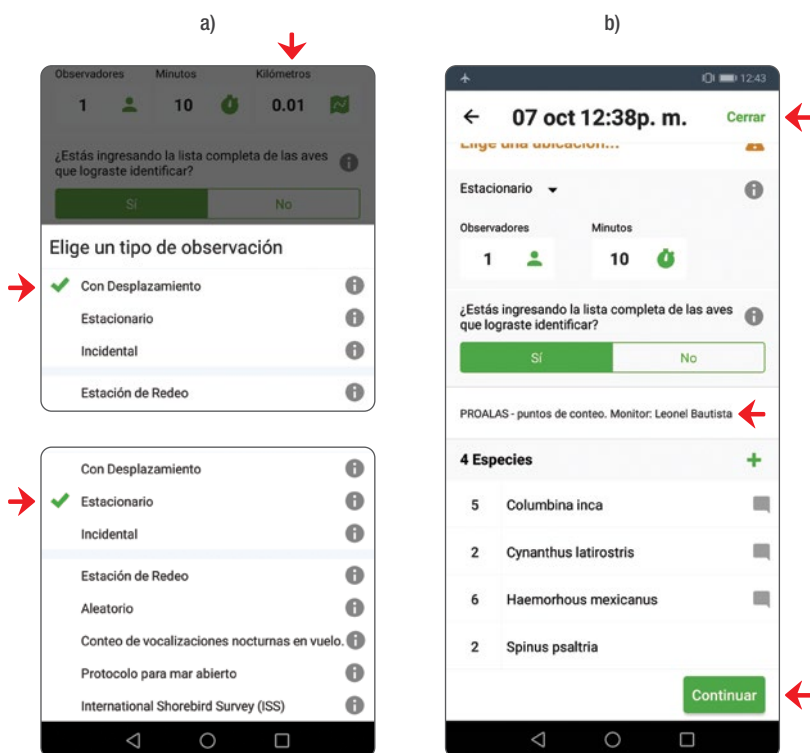 a)
Observadores Minutos Kilómetros
1 10 0.01
¿Estás ingresando la lista completa de las aves
que lograste identificar?
Sí No
Elige un tipo de observación
Con Desplazamiento
Estacionario
Incidental
Estación de Redeo
Con Desplazamiento
Estacionario
Incidental
Estación de Redeo
Aleatorio
Conteo de vocalizaciones nocturnas en vuelo.
Protocolo para mar abierto
International Shorebird Survey (ISS)
b)
12:43
07 oct 12:38p. m. Cerrar
Elige una ubicación...
Estacionario
Observadores Minutos
1 10
¿Estás ingresando la lista completa de las aves
que lograste identificar?
Sí No
PROALAS - puntos de conteo. Monitor: Leonel Bautista
4 Especies +
5 Columbina inca
2 Cynanthus latirostris
6 Haemorhous mexicanus
2 Spinus psaltria
Continuar